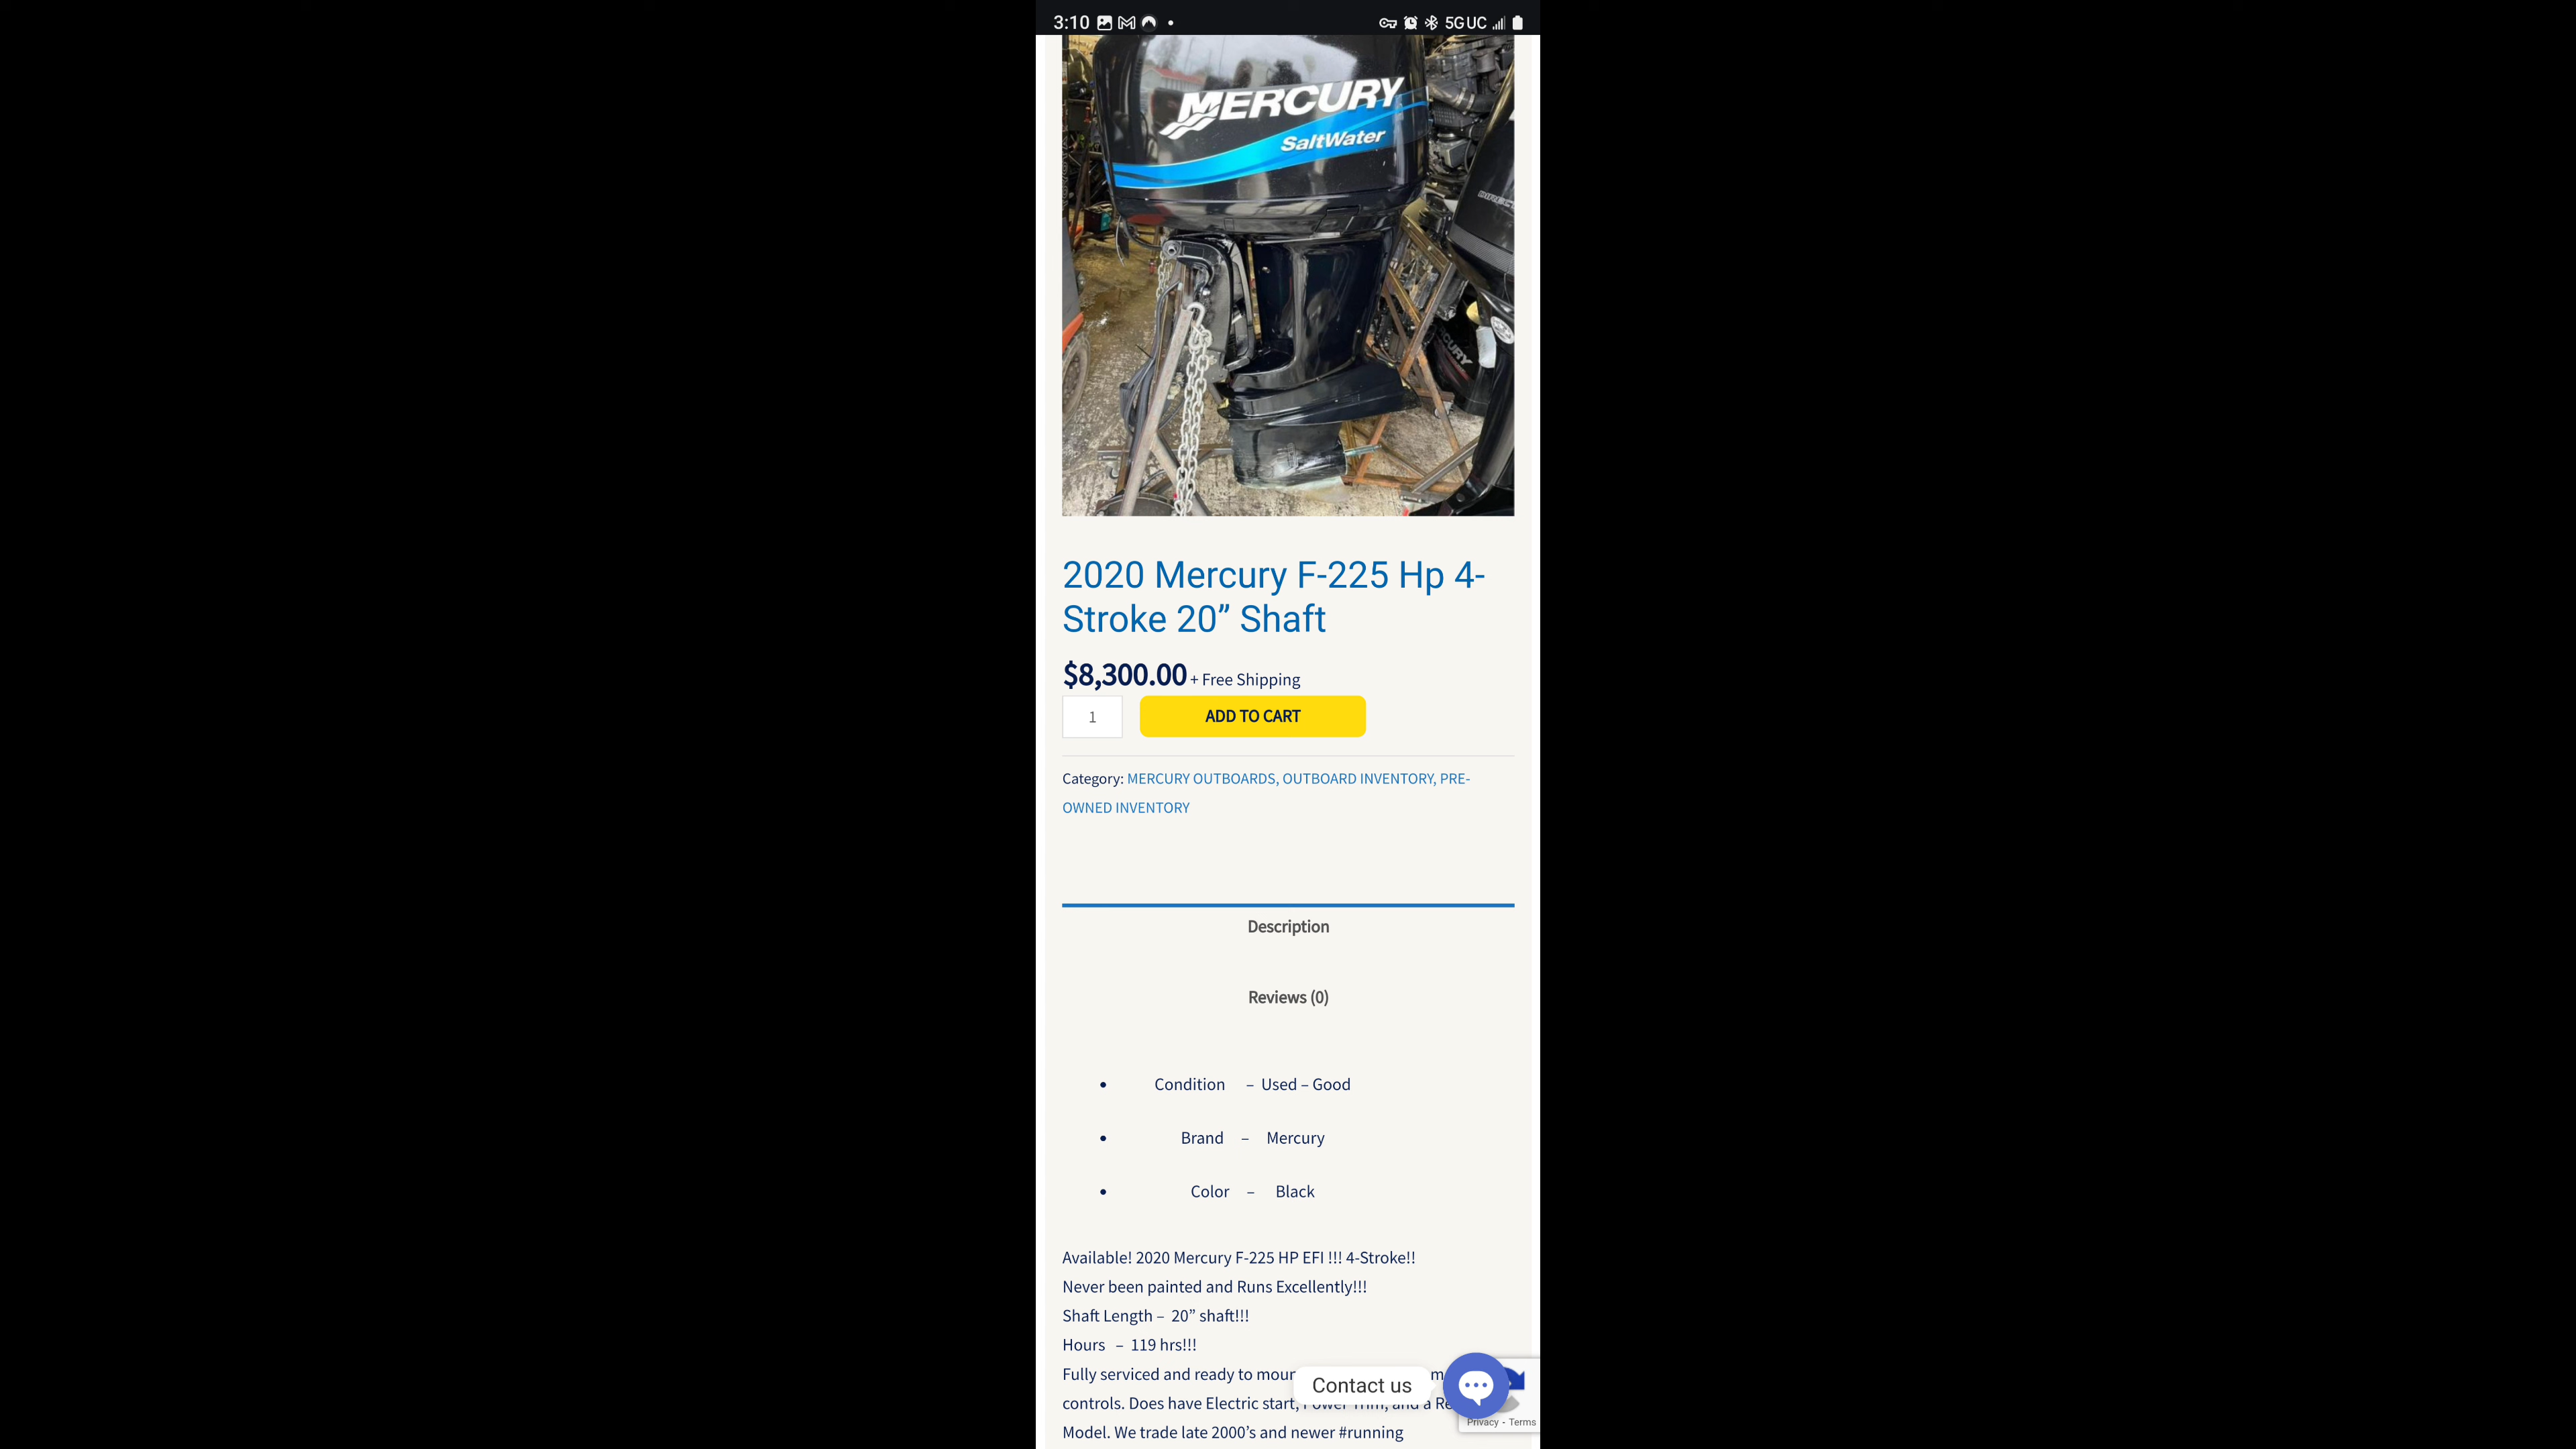 3:10
5G UC
MERCURY
SaltWater
2020 Mercury F-225 Hp 4-
Stroke 20” Shaft
$8,300.00 + Free Shipping
1
ADD TO CART
Category: MERCURY OUTBOARDS, OUTBOARD INVENTORY, PRE-
OWNED INVENTORY
Description
Reviews (0)
• Condition – Used – Good
• Brand – Mercury
• Color – Black
Available! 2020 Mercury F-225 HP EFI !!! 4-Stroke!!
Never been painted and Runs Excellently!!!
Shaft Length – 20” shaft!!!
Hours – 119 hrs!!!
Fully serviced and ready to
Contact us
controls. Does have Electric start, Power Trim, and a
Privacy - Terms
Model. We trade late 2000’s and newer #running